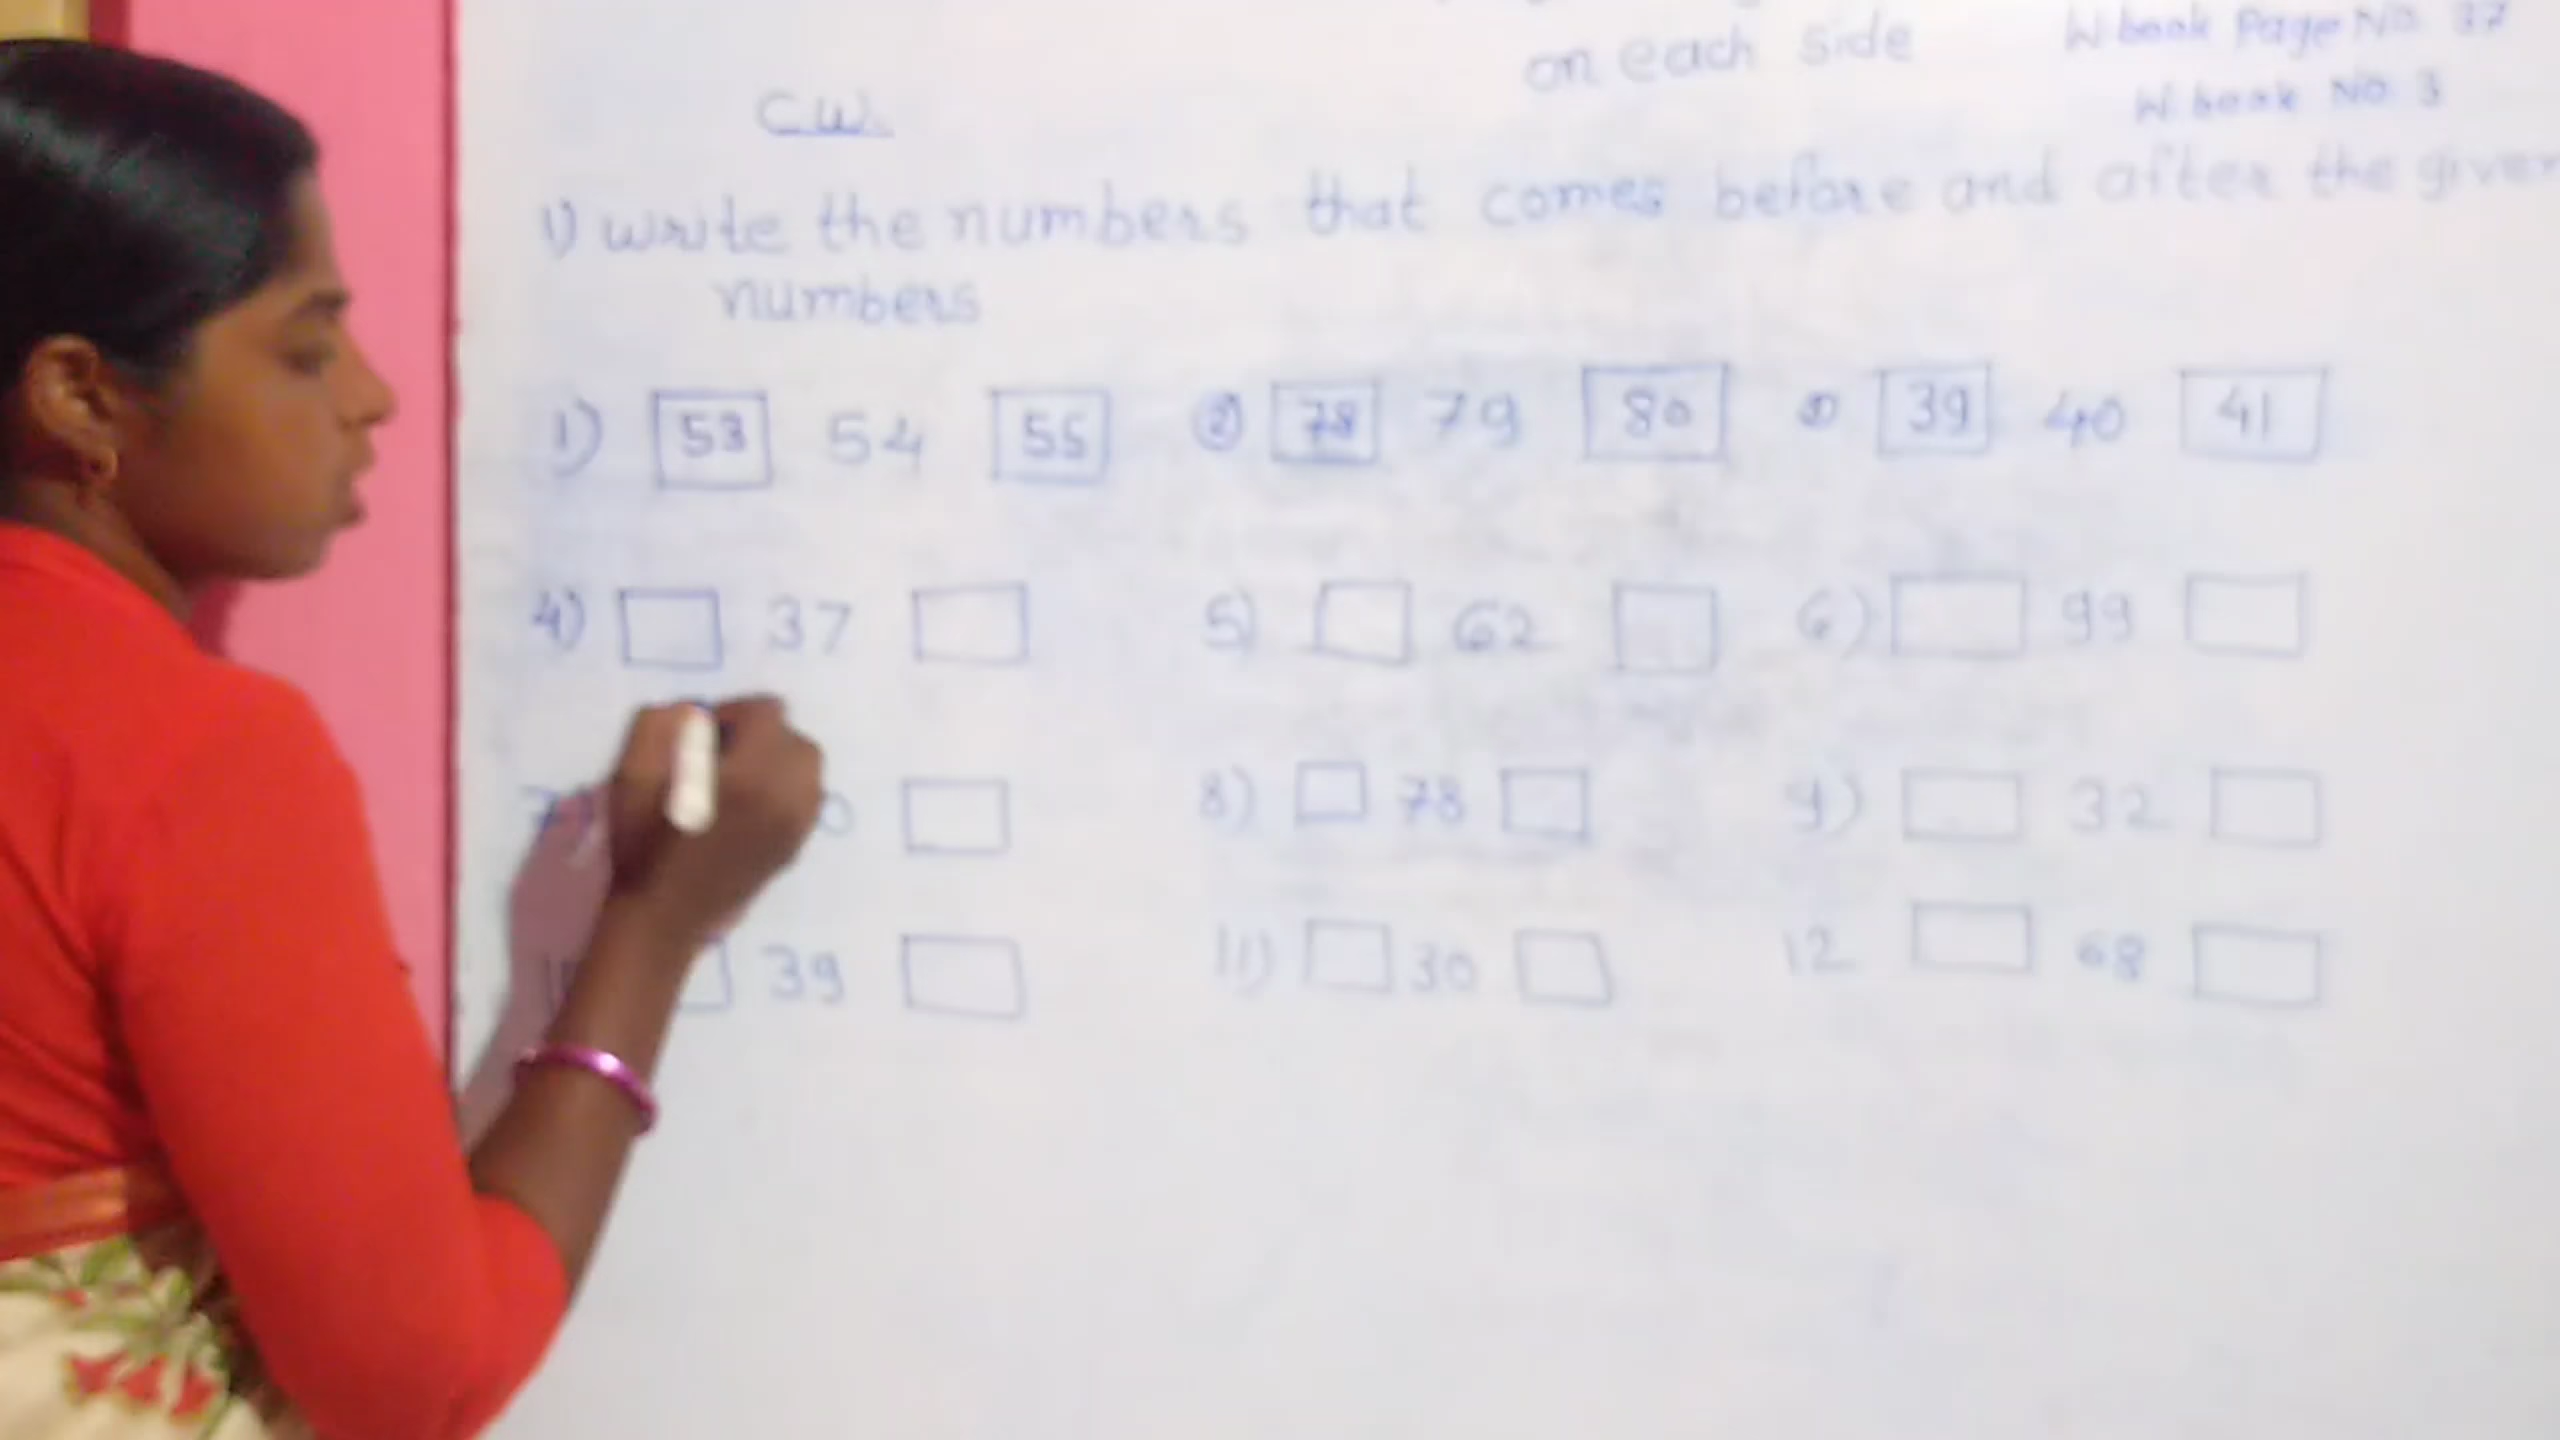 on each side
W.book Page No. 37
W.book No 3
C.W.
1) write the numbers that comes before and after the given
numbers
1) 53 54 55 2) 78 79 80 39 40 41
4) 37 5) 62 6) 99
7) 8) 78 9) 32
39 11) 30 12 68